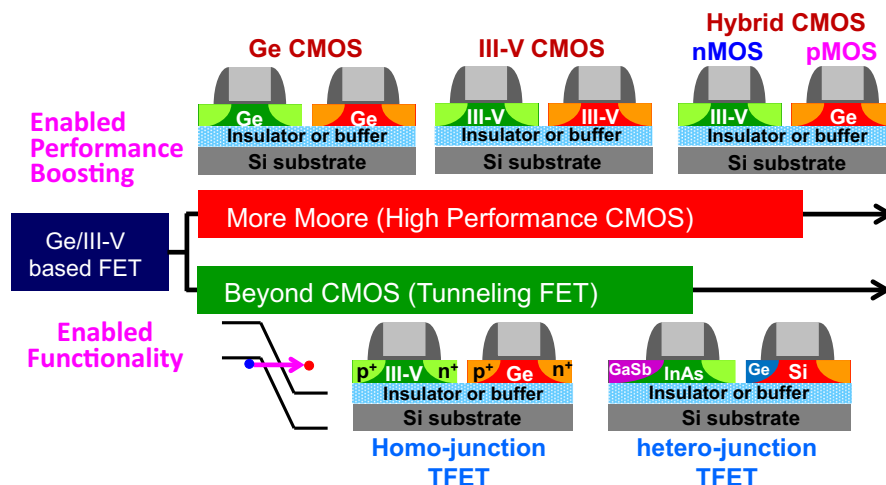 Hybrid CMOS
Ge CMOS
III-V CMOS
nMOS
pMOS
Enabled
Performance
Boosting
Ge
Ge
Insulator or buffer
Si substrate
III-V
III-V
Insulator or buffer
Si substrate
III-V
Ge
Insulator or buffer
Si substrate
More Moore (High Performance CMOS)
Ge/III-V
based FET
Beyond CMOS (Tunneling FET)
Enabled
Functionality
p+ III-V n+
p+ Ge n+
Insulator or buffer
Si substrate
Homo-junction
TFET
GaSb InAs
Ge Si
Insulator or buffer
Si substrate
hetero-junction
TFET